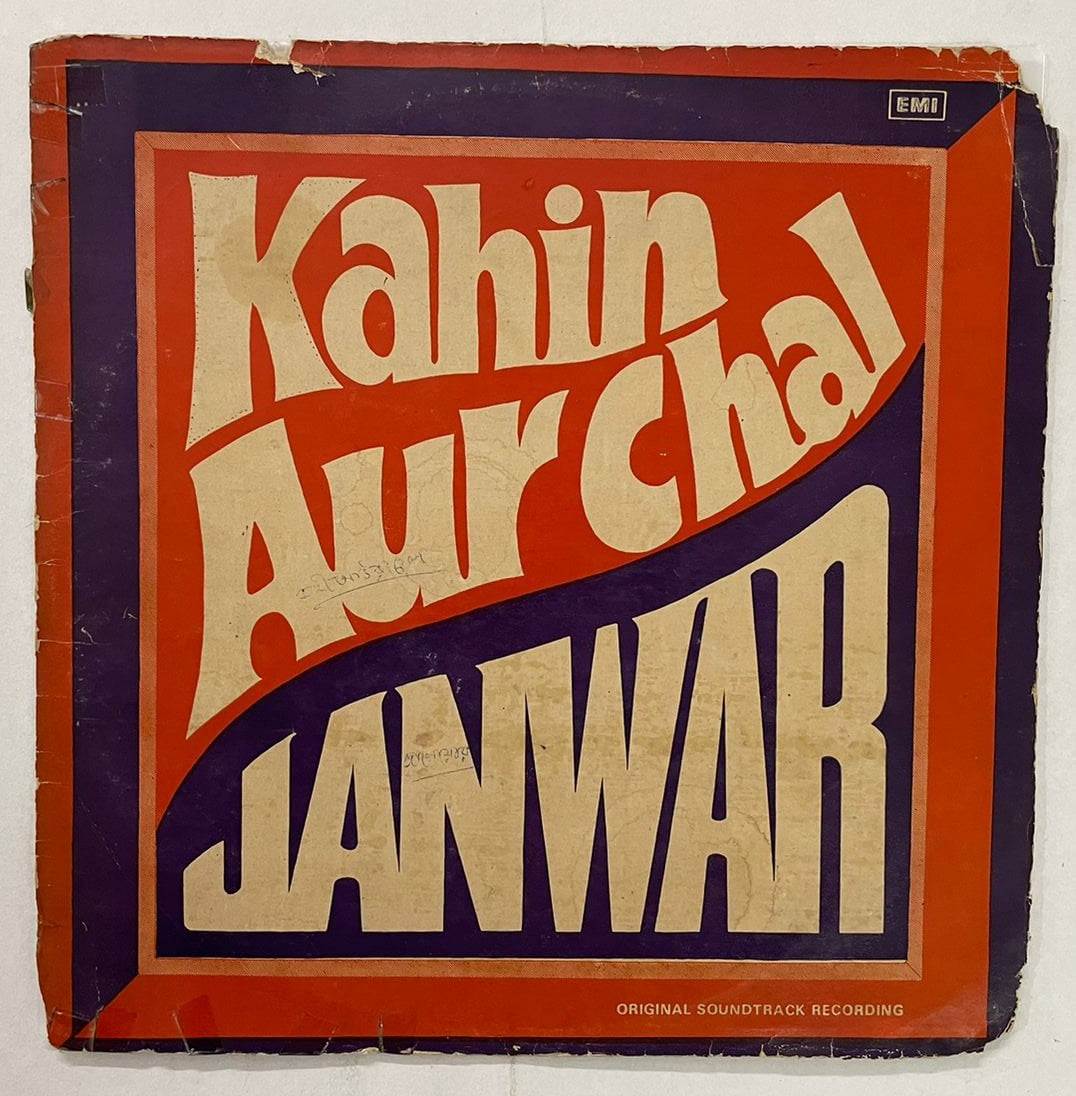 EMI
Kahin
Aur Chal
JANWAR
ORIGINAL SOUNDTRACK RECORDING